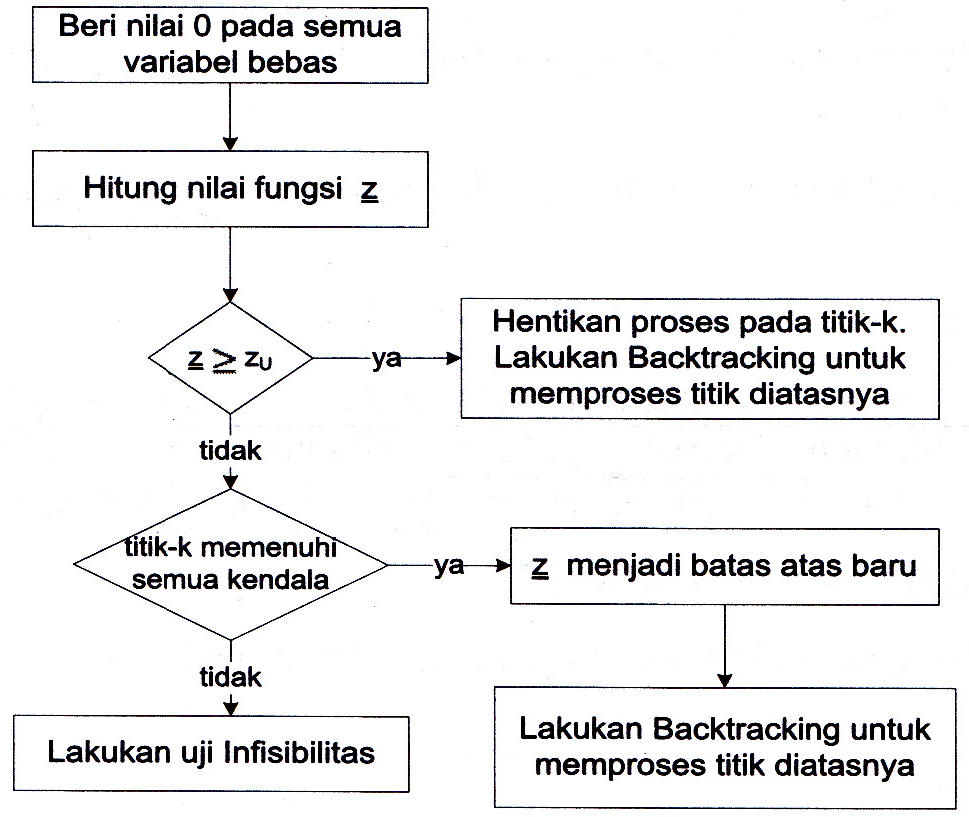 Beri nilai 0 pada semua
variabel bebas
Hitung nilai fungsi z
z ≥ zU
ya
Hentikan proses pada titik-k.
Lakukan Backtracking untuk
memproses titik diatasnya
tidak
titik-k memenuhi
semua kendala
ya
z menjadi batas atas baru
tidak
Lakukan uji Infisibilitas
Lakukan Backtracking untuk
memproses titik diatasnya